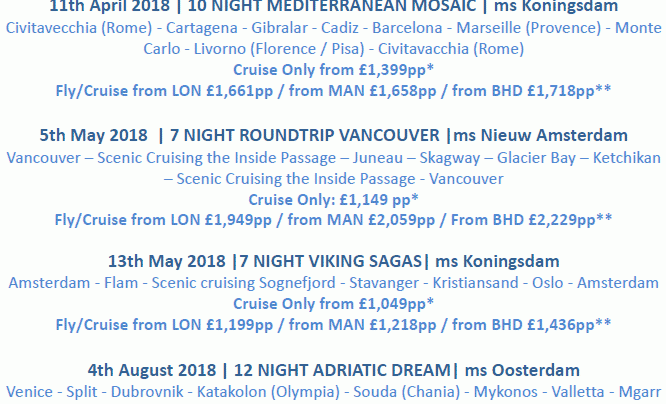 11th April 2018 | 10 NIGHT MEDITERRANEAN MOSAIC | ms Koningsdam
Civitavecchia (Rome) - Cartagena - Gibralar - Cadiz - Barcelona - Marseille (Provence) - Monte
Carlo - Livorno (Florence / Pisa) - Civitavacchia (Rome)
Cruise Only from £1,399pp*
Fly/Cruise from LON £1,661pp / from MAN £1,658pp / from BHD £1,718pp**
5th May 2018 | 7 NIGHT ROUNDTRIP VANCOUVER |ms Nieuw Amsterdam
Vancouver – Scenic Cruising the Inside Passage – Juneau – Skagway – Glacier Bay – Ketchikan
– Scenic Cruising the Inside Passage - Vancouver
Cruise Only: £1,149 pp*
Fly/Cruise from LON £1,949pp / from MAN £2,059pp / From BHD £2,229pp**
13th May 2018 |7 NIGHT VIKING SAGAS| ms Koningsdam
Amsterdam - Flam - Scenic cruising Sognefjord - Stavanger - Kristiansand - Oslo - Amsterdam
Cruise Only from £1,049pp*
Fly/Cruise from LON £1,199pp / from MAN £1,218pp / from BHD £1,436pp**
4th August 2018 | 12 NIGHT ADRIATIC DREAM| ms Oosterdam
Venice - Split - Dubrovnik - Katakolon (Olympia) - Souda (Chania) - Mykonos - Valletta - Mgarr